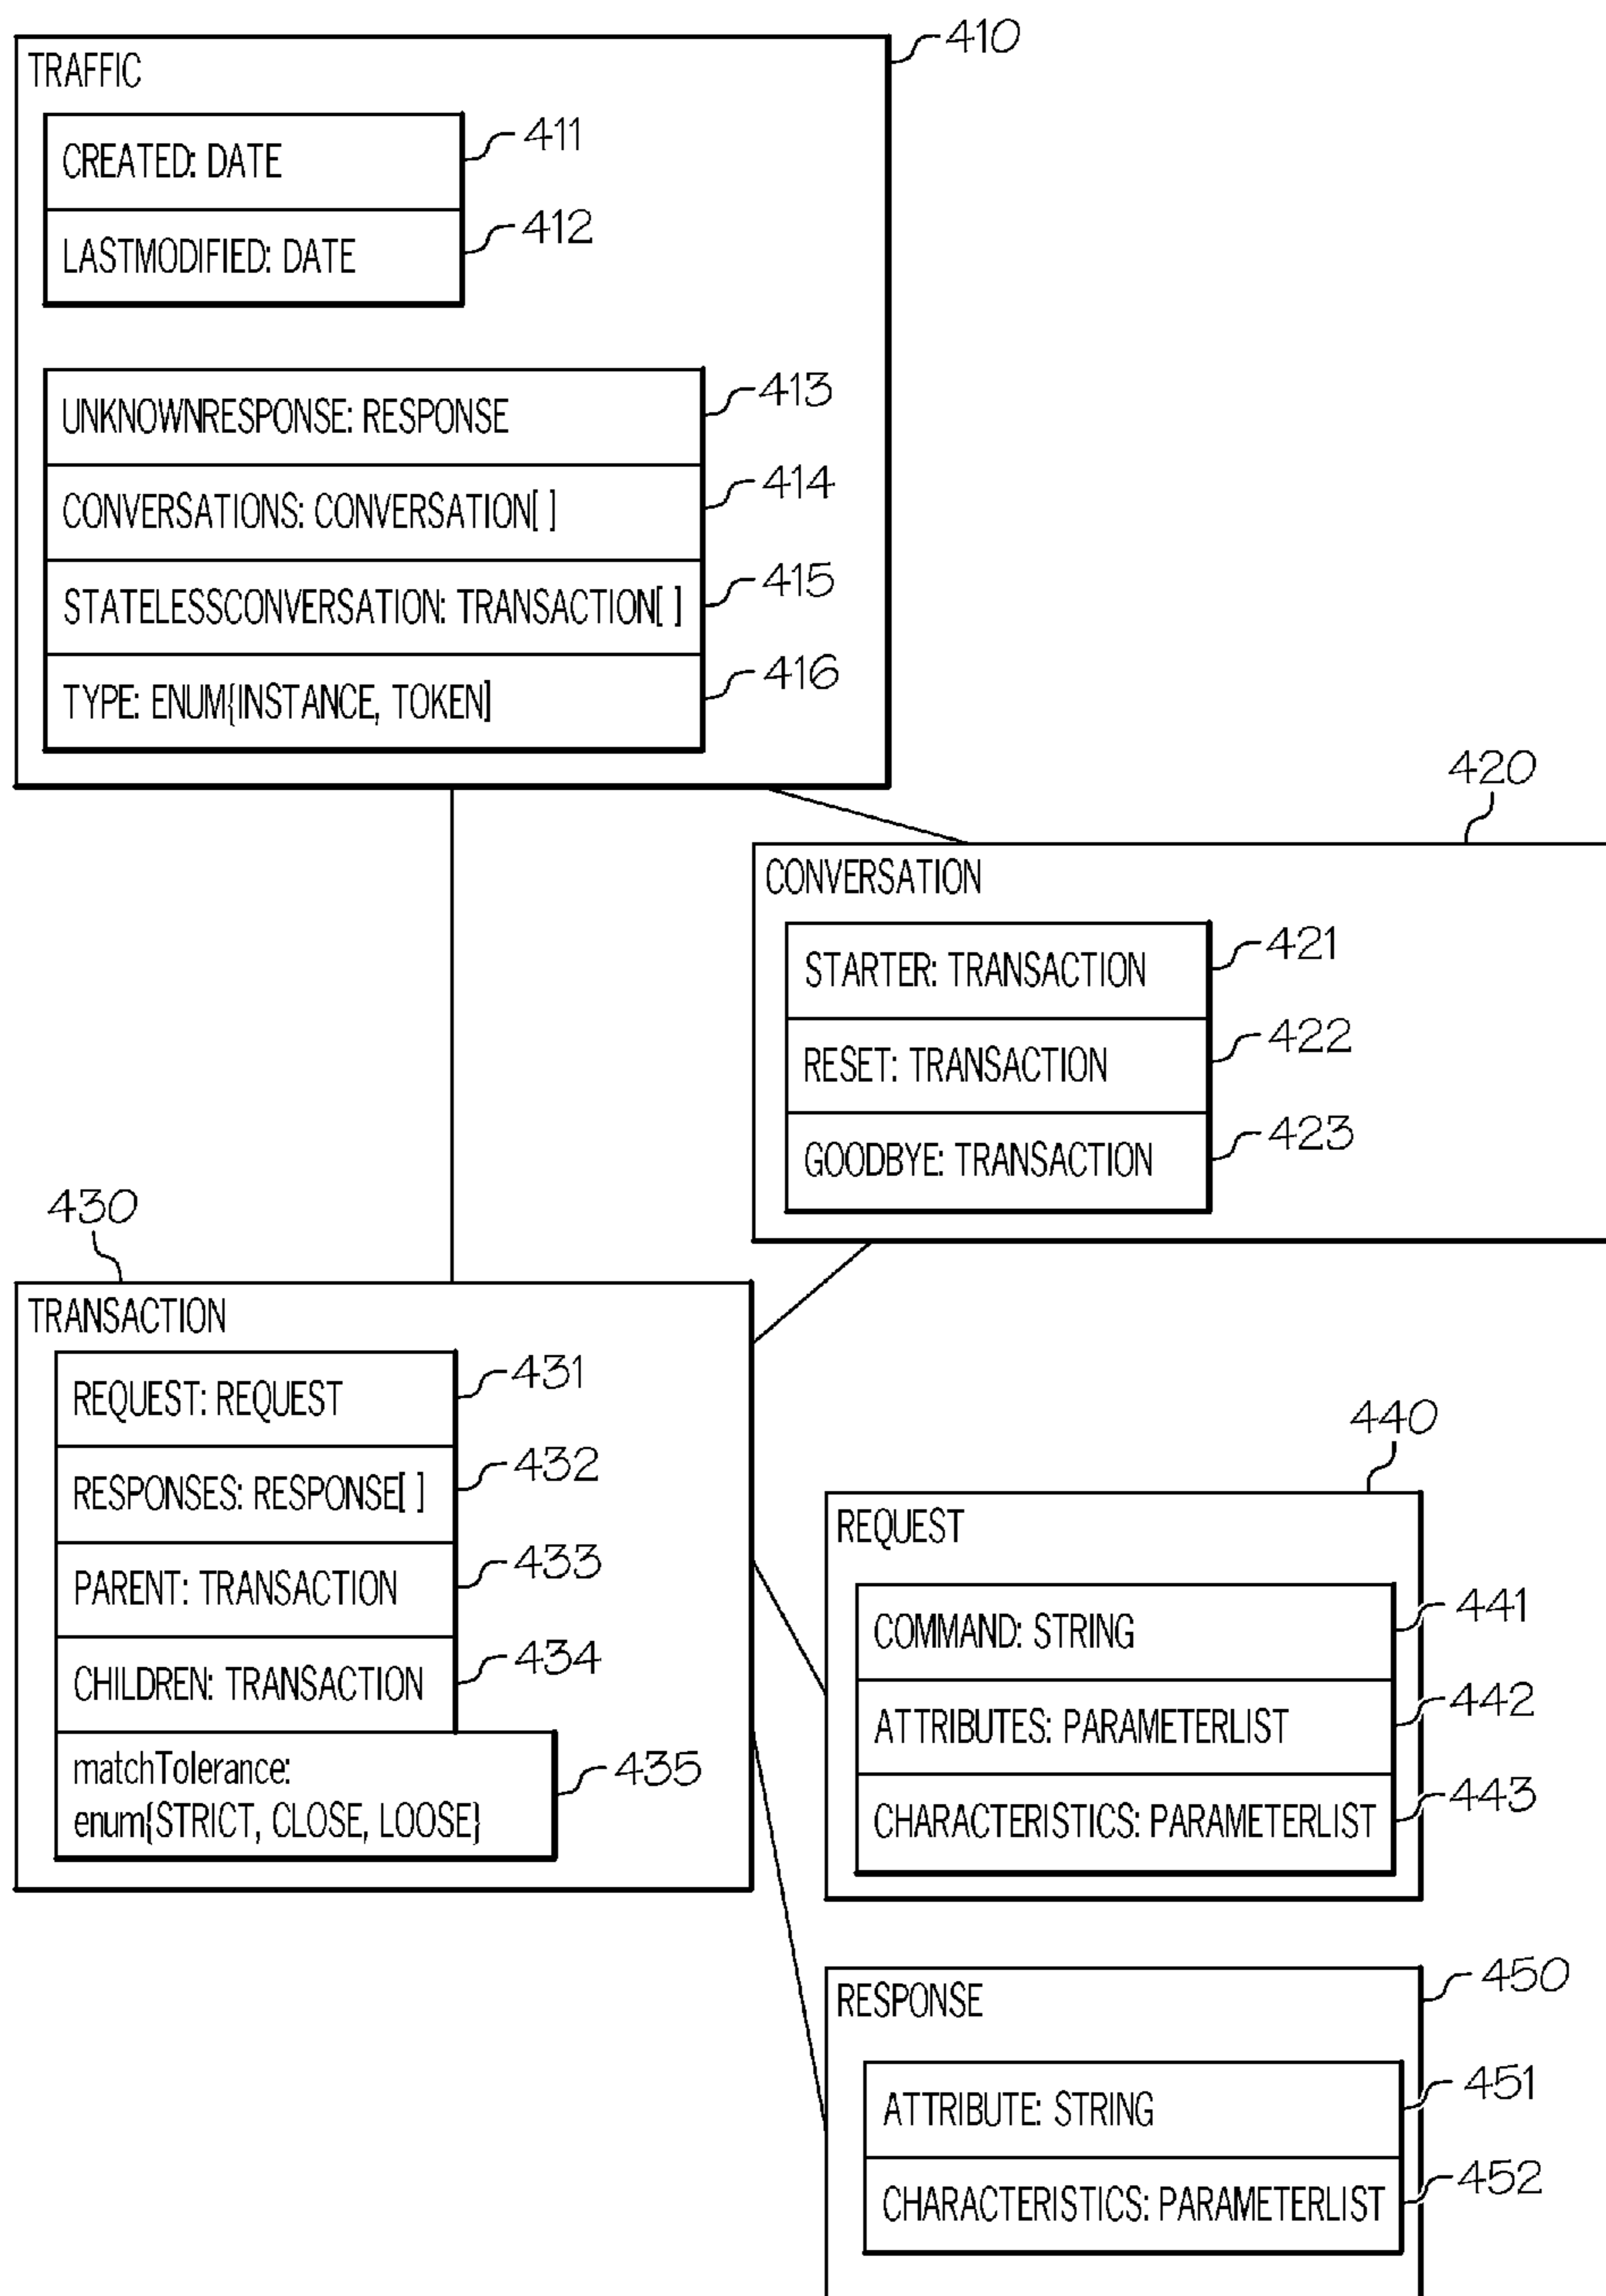 410
TRAFFIC
CREATED: DATE
411
LASTMODIFIED: DATE
412
UNKNOWNRESPONSE: RESPONSE
413
CONVERSATIONS: CONVERSATION[ ]
414
STATELESSCONVERSATION: TRANSACTION[ ]
415
TYPE: ENUM{INSTANCE, TOKEN]
416
420
CONVERSATION
STARTER: TRANSACTION
421
RESET: TRANSACTION
422
GOODBYE: TRANSACTION
423
430
TRANSACTION
REQUEST: REQUEST
431
RESPONSES: RESPONSE[ ]
432
PARENT: TRANSACTION
433
CHILDREN: TRANSACTION
434
matchTolerance:
enum{STRICT, CLOSE, LOOSE}
435
440
REQUEST
COMMAND: STRING
441
ATTRIBUTES: PARAMETERLIST
442
CHARACTERISTICS: PARAMETERLIST
443
450
RESPONSE
ATTRIBUTE: STRING
451
CHARACTERISTICS: PARAMETERLIST
452